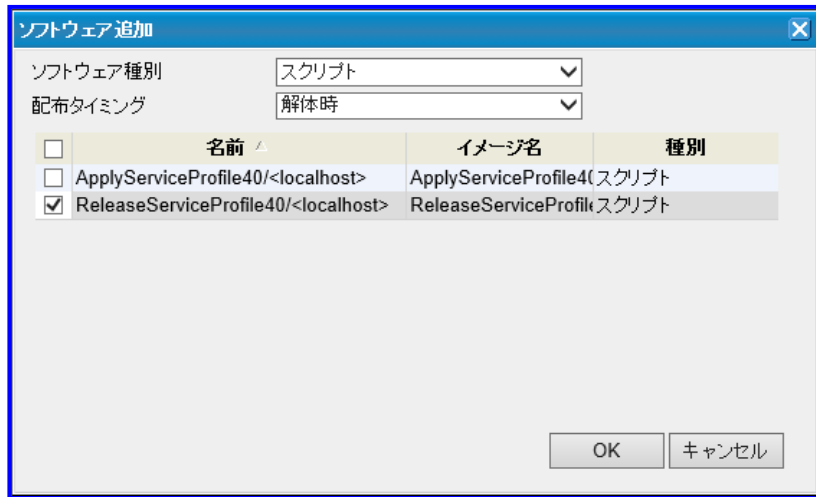 ソフトウェア追加
ソフトウェア種別 スクリプト
配布タイミング 解体時
名前 イメージ名 種別
ApplyServiceProfile40/<localhost> ApplyServiceProfile4( スクリプト
ReleaseServiceProfile40/<localhost> ReleaseServiceProfil スクリプト
OK キャンセル